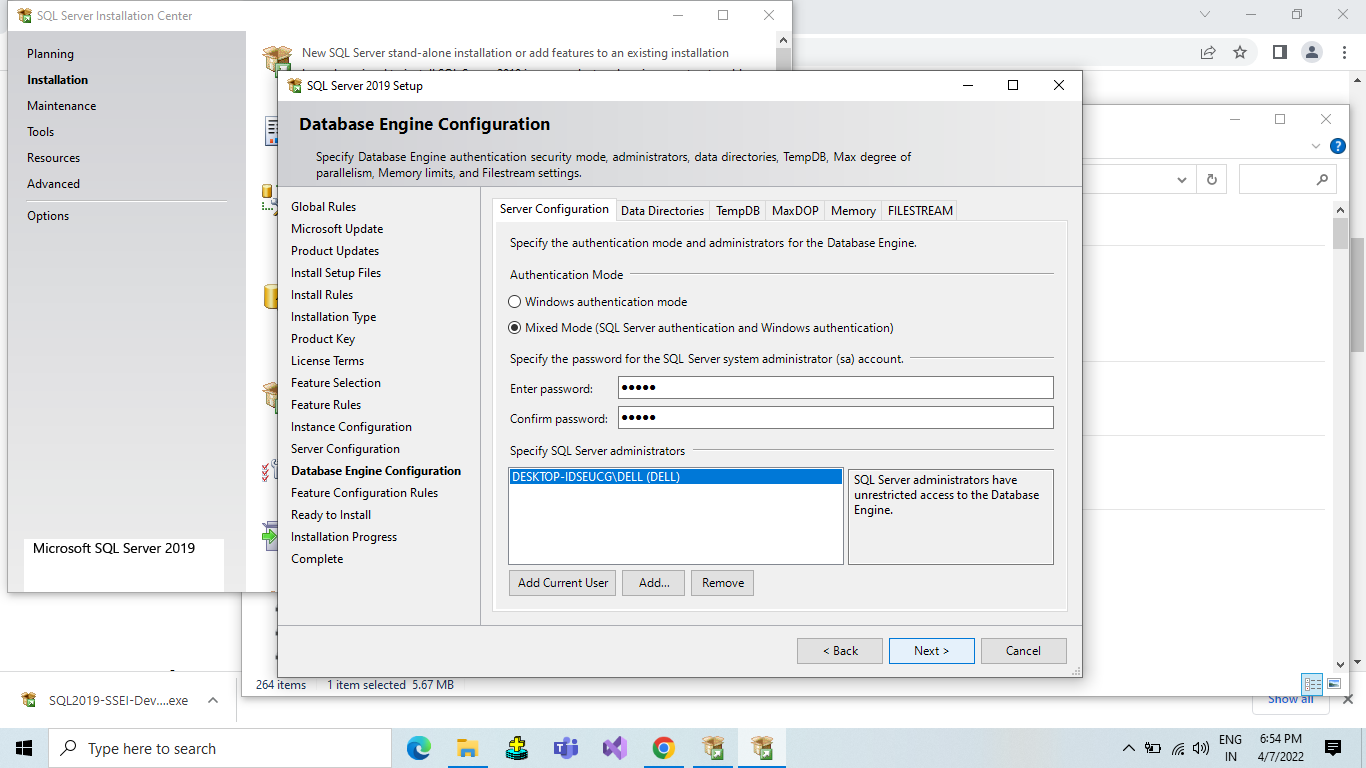 SQL Server Installation Center
Planning
Installation
Maintenance
Tools
Resources
Advanced
Options
Microsoft SQL Server 2019
New SQL Server stand-alone installation or add features to an existing installation
SQL Server 2019 Setup
Database Engine Configuration
Specify Database Engine authentication security mode, administrators, data directories, TempDB, Max degree of
parallelism, Memory limits, and Filestream settings.
Global Rules
Microsoft Update
Product Updates
Install Setup Files
Install Rules
Installation Type
Product Key
License Terms
Feature Selection
Feature Rules
Instance Configuration
Server Configuration
Database Engine Configuration
Feature Configuration Rules
Ready to Install
Installation Progress
Complete
Server Configuration Data Directories TempDB MaxDOP Memory FILESTREAM
Specify the authentication mode and administrators for the Database Engine.
Authentication Mode
Windows authentication mode
Mixed Mode (SQL Server authentication and Windows authentication)
Specify the password for the SQL Server system administrator (sa) account.
Enter password: ●●●●●
Confirm password: ●●●●●
Specify SQL Server administrators
DESKTOP-IDSEUCG\DELL (DELL)
SQL Server administrators have
unrestricted access to the Database
Engine.
Add Current User Add... Remove
< Back Next > Cancel
264 items 1 item selected 5.67 MB
SQL2019-SSEI-Dev....exe
Show all
Type here to search
ENG
IN
6:54 PM
4/7/2022